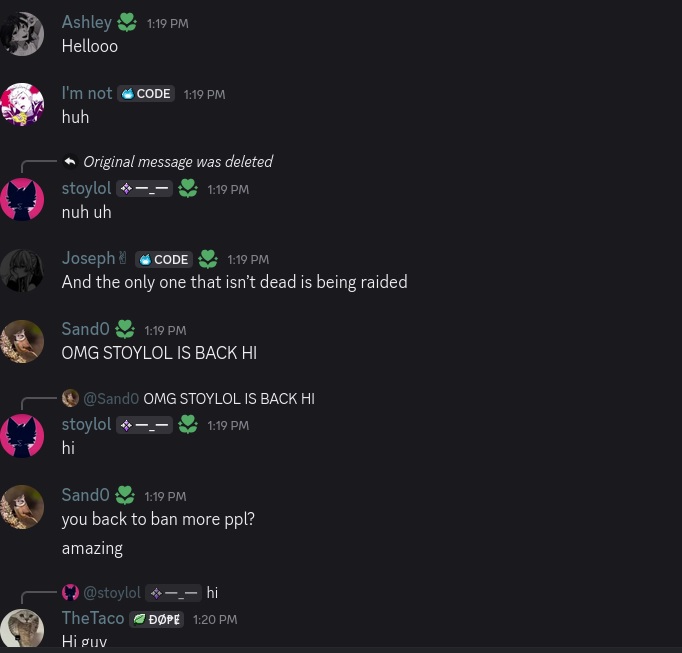 Ashley 1:19 PM
Hellooo
I'm not CODE 1:19 PM
huh
Original message was deleted
stoylol —_— 1:19 PM
nuh uh
Joseph✌ CODE 1:19 PM
And the only one that isn't dead is being raided
Sand0 1:19 PM
OMG STOYLOL IS BACK HI
@Sand0 OMG STOYLOL IS BACK HI
stoylol —_— 1:19 PM
hi
Sand0 1:19 PM
you back to ban more ppl?
amazing
@stoylol —_— hi
TheTaco ĐØ₱Ɇ 1:20 PM
Hi guy